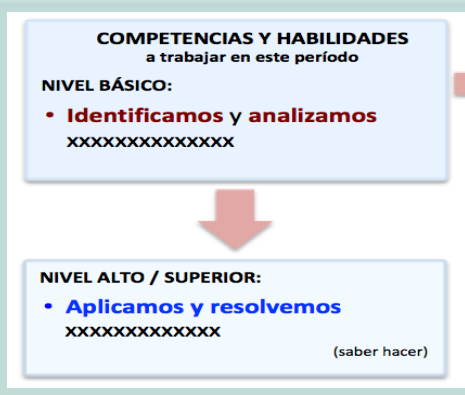 COMPETENCIAS Y HABILIDADES
a trabajar en este período
NIVEL BÁSICO:
• Identificamos y analizamos
xxxxxxxxxxxxxx
NIVEL ALTO / SUPERIOR:
• Aplicamos y resolvemos
xxxxxxxxxxxxx
(saber hacer)